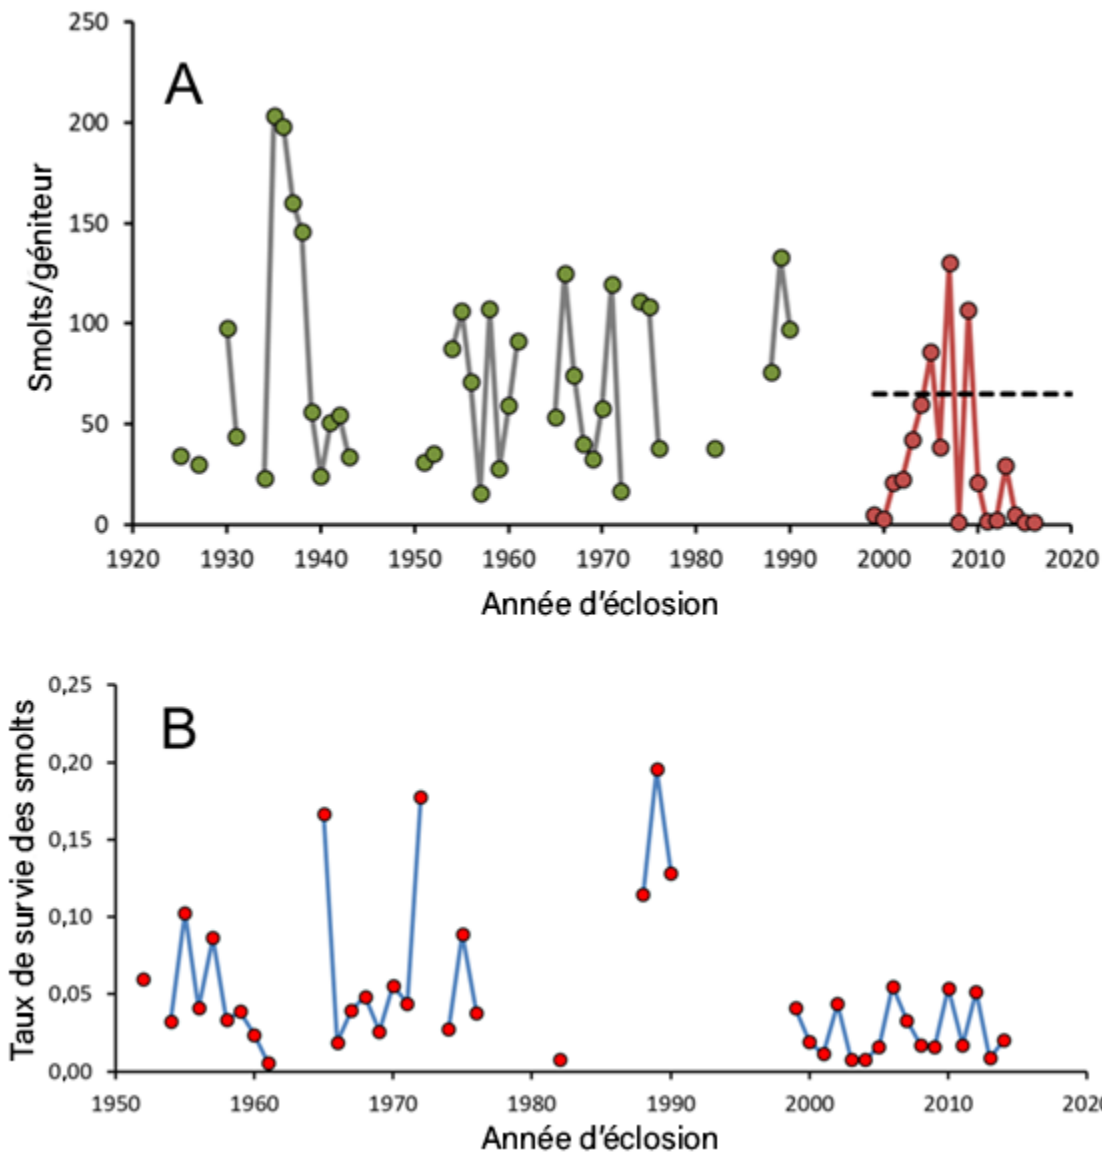 250
A
200
150
100
50
0
Smolts/géniteur
1920 1930 1940 1950 1960 1970 1980 1990 2000 2010 2020
Année d'éclosion
0,25
B
0,20
0,15
0,10
0,05
0,00
Taux de survie des smolts
1950 1960 1970 1980 1990 2000 2010 2020
Année d'éclosion